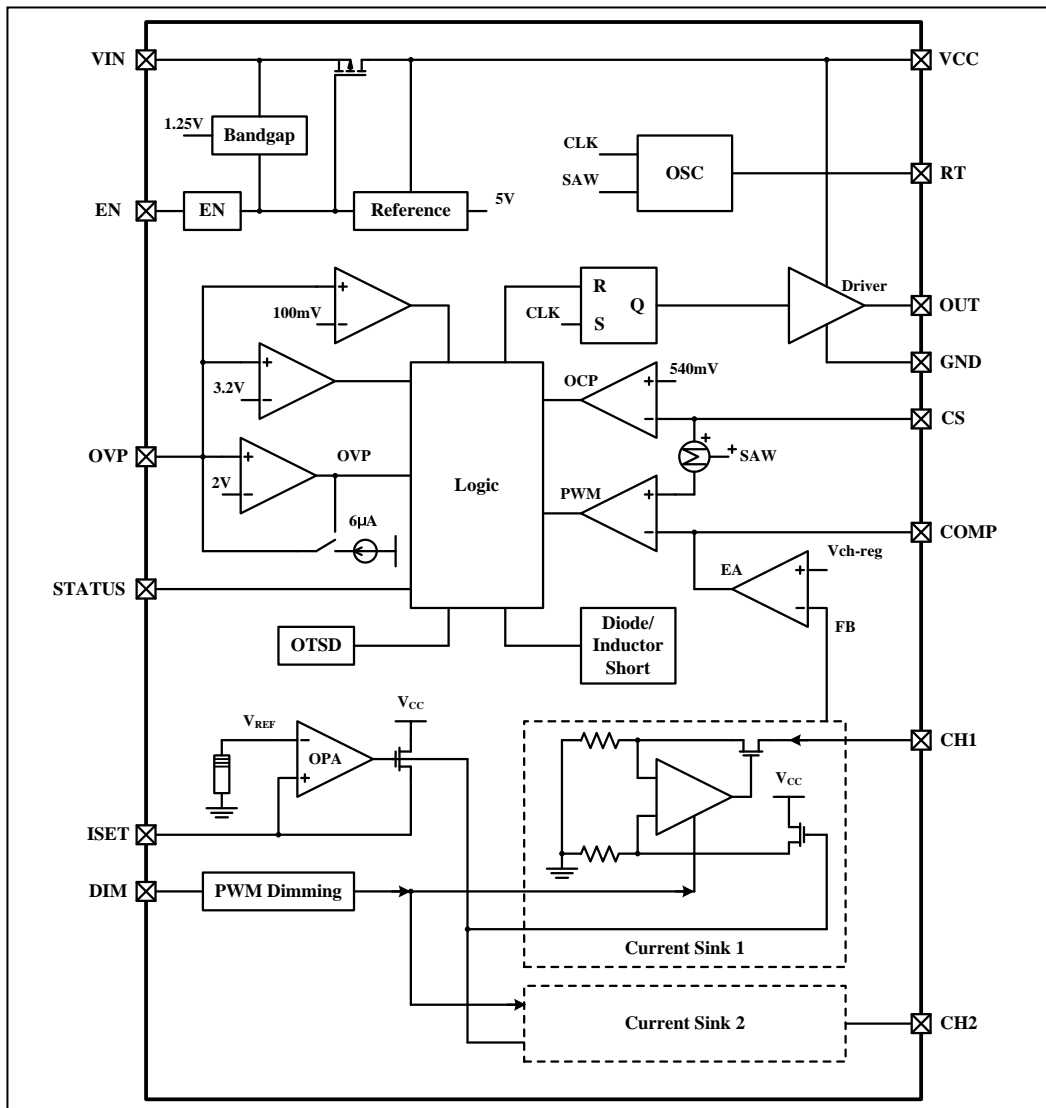 VIN
VCC
1.25V
Bandgap
CLK
SAW
OSC
RT
EN
EN
Reference
5V
+
−
100mV
R
S
Q
CLK
Driver
OUT
GND
+
−
3.2V
OCP
540mV
+
−
CS
+
Σ
+
SAW
OVP
+
−
2V
OVP
Logic
PWM
+
−
6μA
COMP
Vch-reg
EA
+
−
FB
STATUS
OTSD
Diode/
Inductor
Short
VREF
VCC
−
OPA
+
CH1
VCC
ISET
DIM
PWM Dimming
Current Sink 1
Current Sink 2
CH2